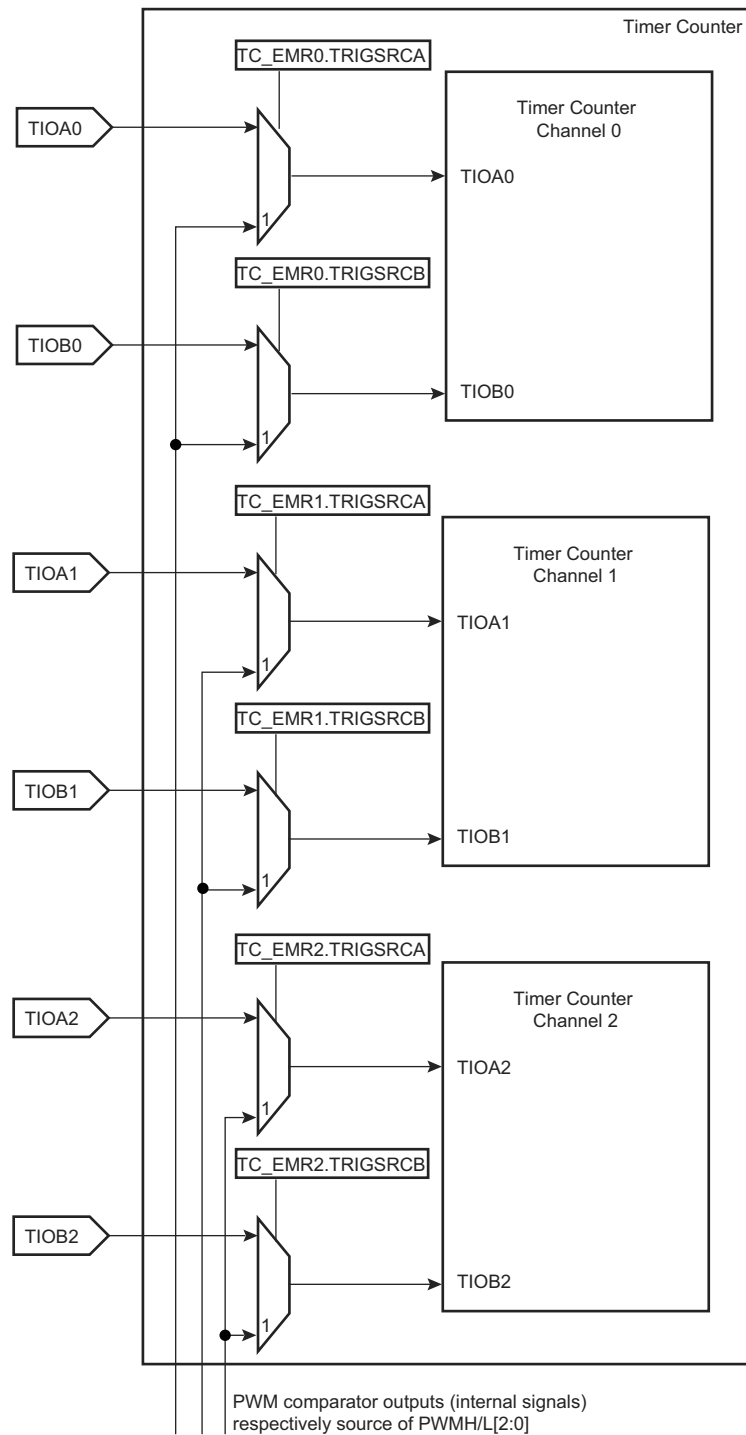 Timer Counter
TC_EMR0.TRIGSRCA
Timer Counter
Channel 0
TIOA0
TIOA0
1
TC_EMR0.TRIGSRCB
TIOB0
TIOB0
1
TC_EMR1.TRIGSRCA
Timer Counter
Channel 1
TIOA1
TIOA1
1
TC_EMR1.TRIGSRCB
TIOB1
TIOB1
1
TC_EMR2.TRIGSRCA
Timer Counter
Channel 2
TIOA2
TIOA2
1
TC_EMR2.TRIGSRCB
TIOB2
TIOB2
1
PWM comparator outputs (internal signals)
respectively source of PWMH/L[2:0]